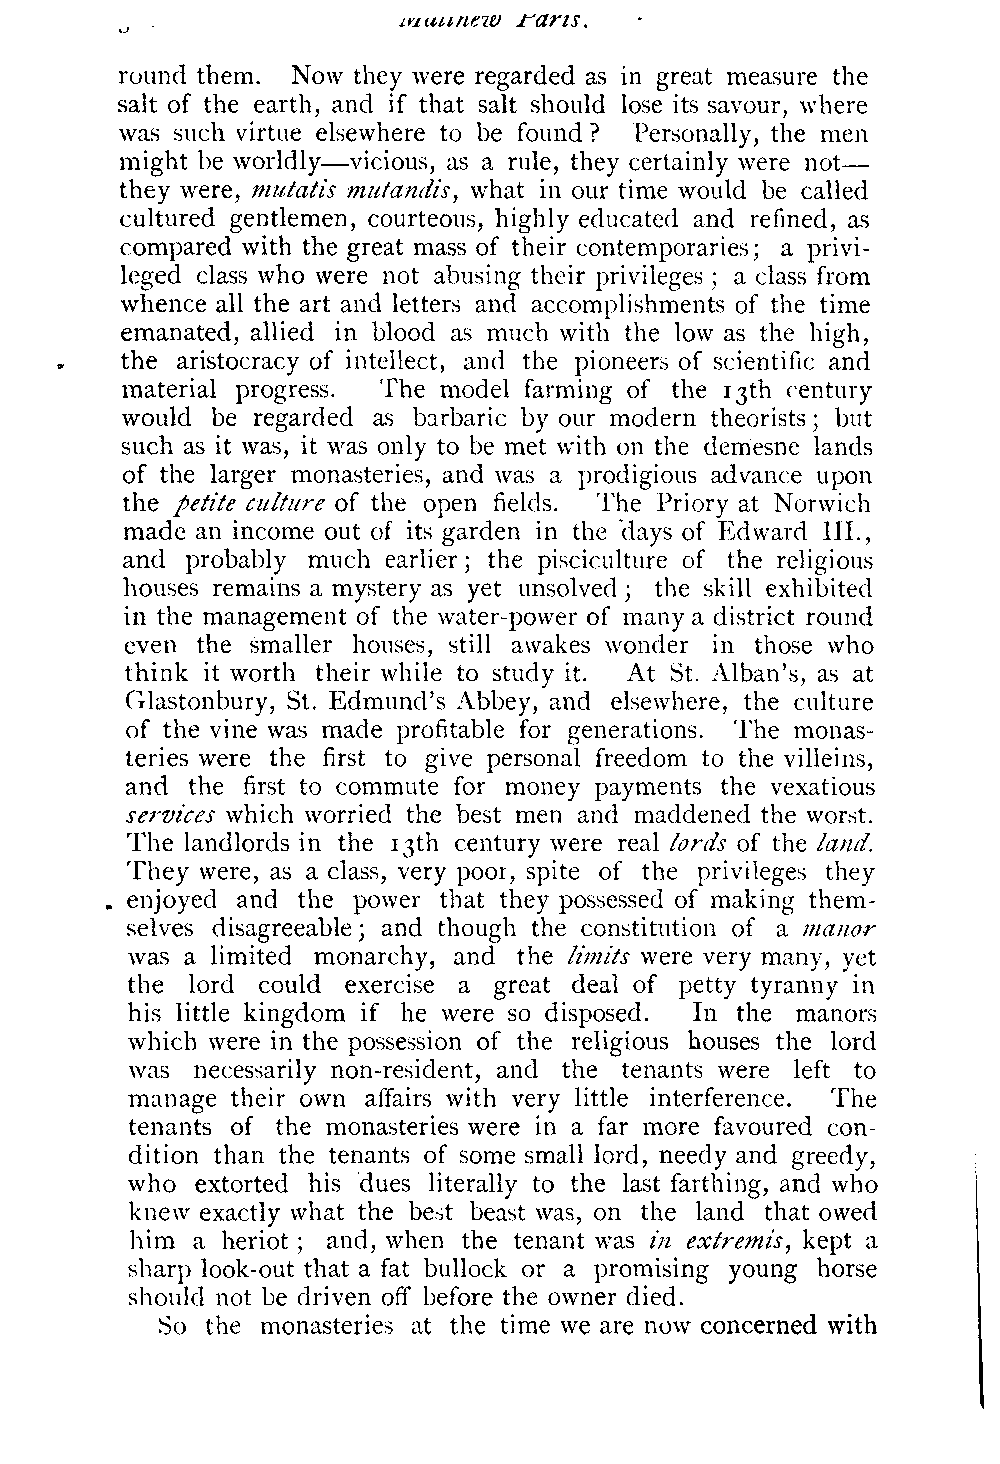 Matthew Paris.
round them. Now they were regarded as in great measure the
salt of the earth, and if that salt should lose its savour, where
was such virtue elsewhere to be found? Personally, the men
might be worldly—vicious, as a rule, they certainly were not—
they were, mutatis mutandis, what in our time would be called
cultured gentlemen, courteous, highly educated and refined, as
compared with the great mass of their contemporaries; a privi-
leged class who were not abusing their privileges; a class from
whence all the art and letters and accomplishments of the time
emanated, allied in blood as much with the low as the high,
the aristocracy of intellect, and the pioneers of scientific and
material progress. The model farming of the 13th century
would be regarded as barbaric by our modern theorists; but
such as it was, it was only to be met with on the demesne lands
of the larger monasteries, and was a prodigious advance upon
the petite culture of the open fields. The Priory at Norwich
made an income out of its garden in the days of Edward III.,
and probably much earlier; the pisciculture of the religious
houses remains a mystery as yet unsolved; the skill exhibited
in the management of the water-power of many a district round
even the smaller houses, still awakes wonder in those who
think it worth their while to study it. At St. Alban's, as at
Glastonbury, St. Edmund's Abbey, and elsewhere, the culture
of the vine was made profitable for generations. The monas-
teries were the first to give personal freedom to the villeins,
and the first to commute for money payments the vexatious
services which worried the best men and maddened the worst.
The landlords in the 13th century were real lords of the land.
They were, as a class, very poor, spite of the privileges they
enjoyed and the power that they possessed of making them-
selves disagreeable; and though the constitution of a manor
was a limited monarchy, and the limits were very many, yet
the lord could exercise a great deal of petty tyranny in
his little kingdom if he were so disposed. In the manors
which were in the possession of the religious houses the lord
was necessarily non-resident, and the tenants were left to
manage their own affairs with very little interference. The
tenants of the monasteries were in a far more favoured con-
dition than the tenants of some small lord, needy and greedy,
who extorted his dues literally to the last farthing, and who
knew exactly what the best beast was, on the land that owed
him a heriot; and, when the tenant was in extremis, kept a
sharp look-out that a fat bullock or a promising young horse
should not be driven off before the owner died.
So the monasteries at the time we are now concerned with